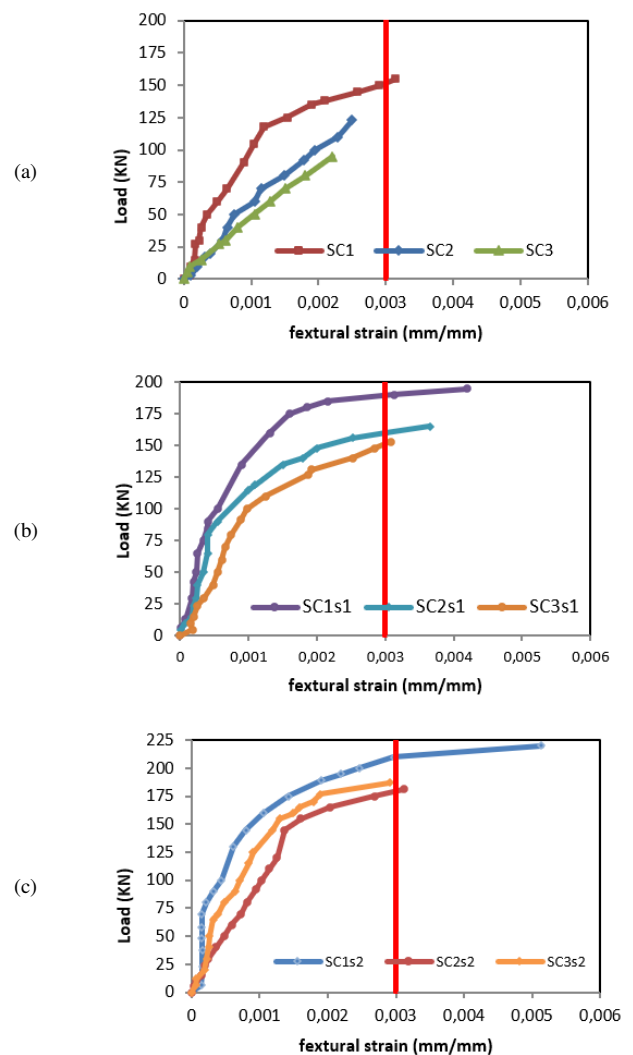 (a)
Load (KN)
200
175
150
125
100
75
50
25
0
SC1 SC2 SC3
0 0,001 0,002 0,003 0,004 0,005 0,006
fextural strain (mm/mm)
(b)
Load (KN)
200
175
150
125
100
75
50
25
0
SC1s1 SC2s1 SC3s1
0 0,001 0,002 0,003 0,004 0,005 0,006
fextural strain (mm/mm)
(c)
Load (KN)
225
200
175
150
125
100
75
50
25
0
SC1s2 SC2s2 SC3s2
0 0,001 0,002 0,003 0,004 0,005 0,006
fextural strain (mm/mm)